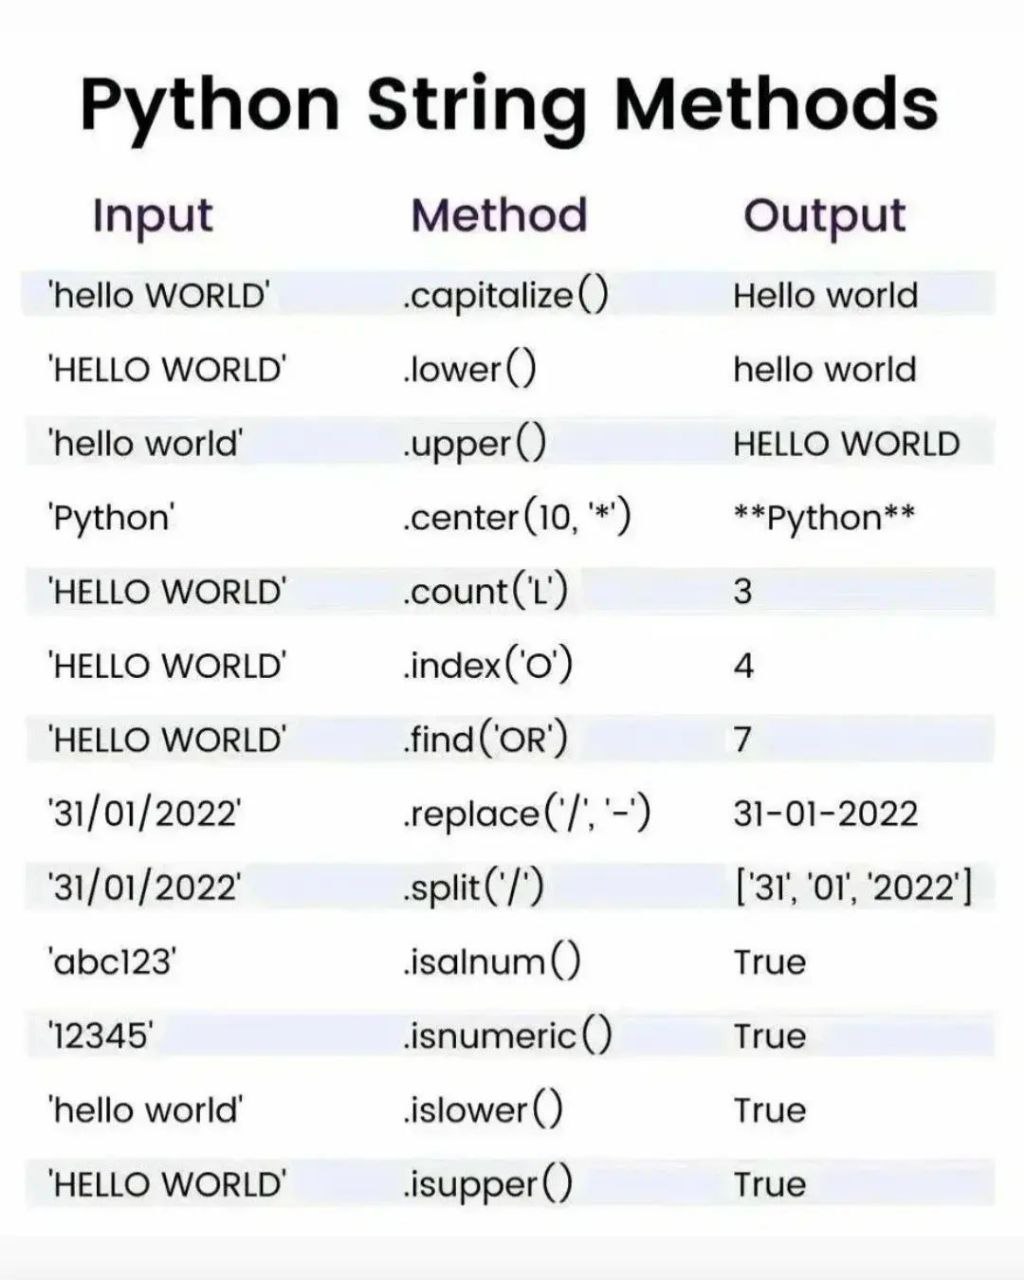 Python String Methods
Input Method Output
'hello WORLD' .capitalize() Hello world
'HELLO WORLD' .lower() hello world
'hello world' .upper() HELLO WORLD
'Python' .center(10, '*') **Python**
'HELLO WORLD' .count('L') 3
'HELLO WORLD' .index('O') 4
'HELLO WORLD' .find('OR') 7
'31/01/2022' .replace('/', '-') 31-01-2022
'31/01/2022' .split('/') ['31', '01', '2022']
'abc123' .isalnum() True
'12345' .isnumeric() True
'hello world' .islower() True
'HELLO WORLD' .isupper() True